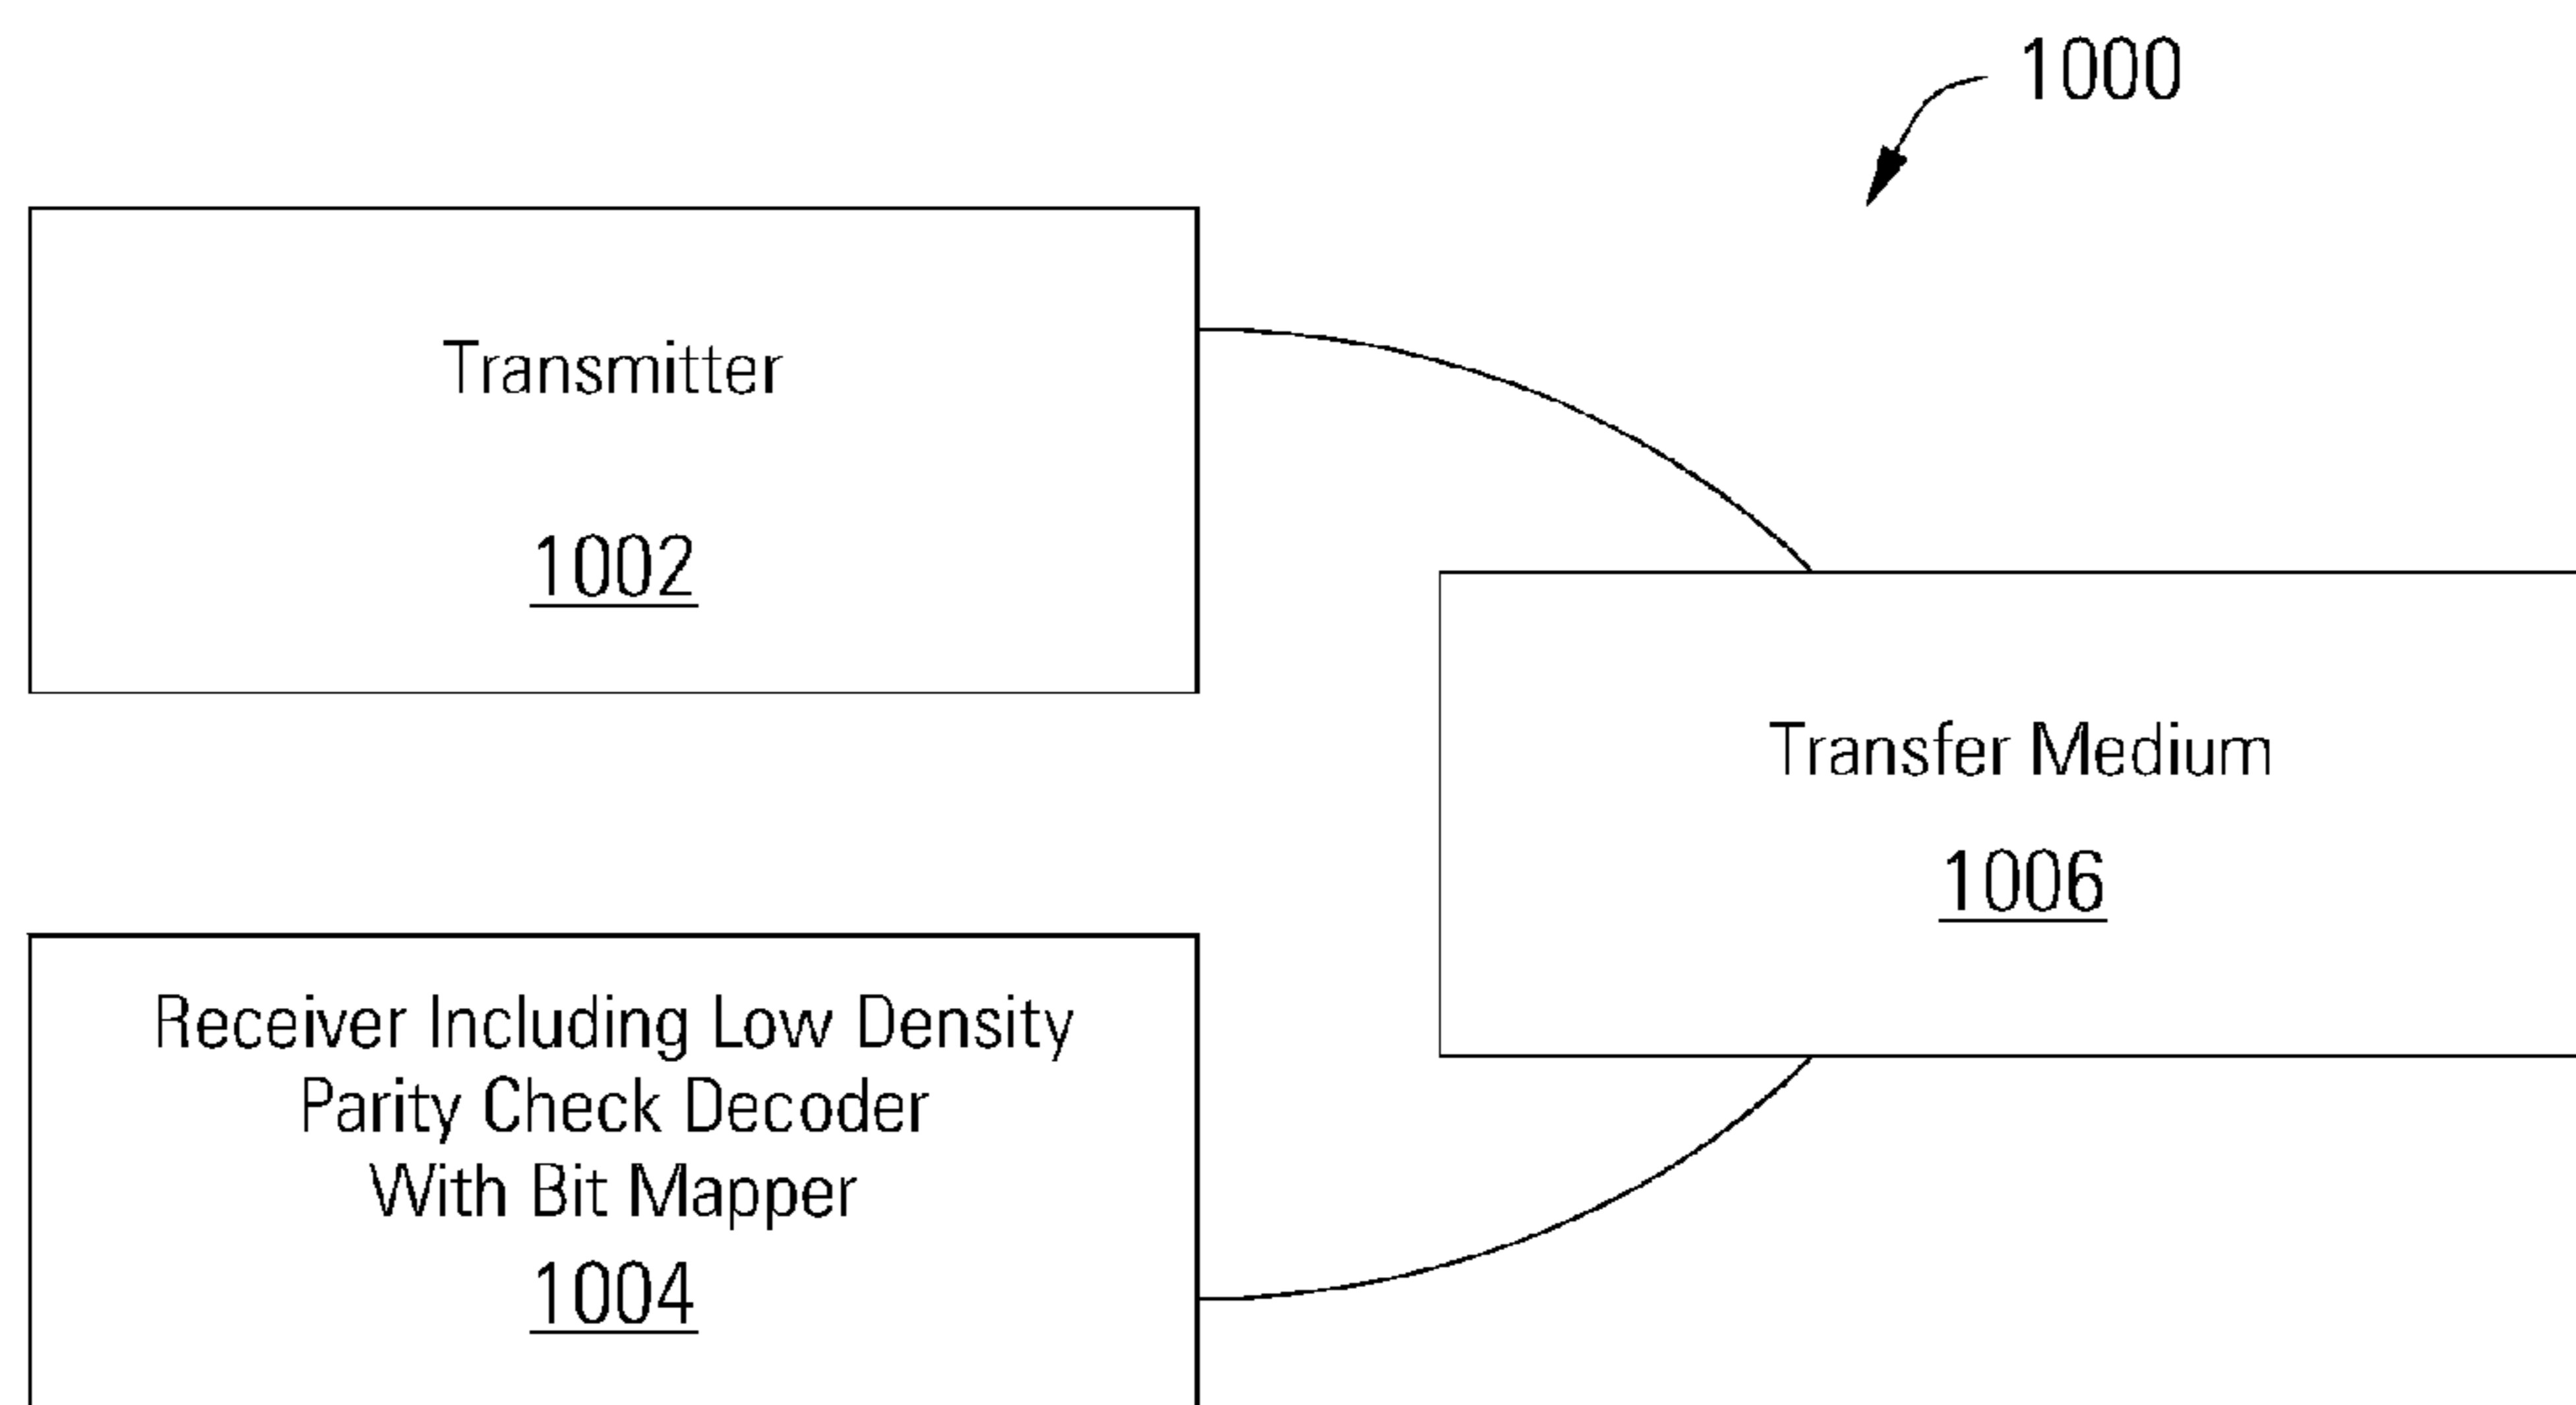 1000
Transmitter
1002
Transfer Medium
1006
Receiver Including Low Density
Parity Check Decoder
With Bit Mapper
1004